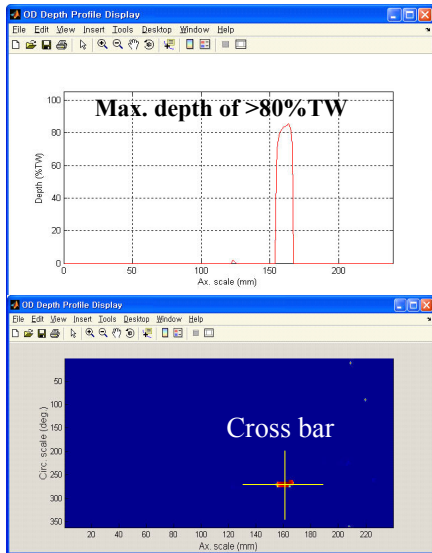 OD Depth Profile Display
File Edit View Insert Tools Desktop Window Help
Max. depth of >80%TW
100
80
60
40
20
0
Depth (%TW)
0 50 100 150 200
Ax. scale (mm)
OD Depth Profile Display
File Edit View Insert Tools Desktop Window Help
Cross bar
50
100
150
200
250
300
350
Circ. scale (deg.)
20 40 60 80 100 120 140 160 180 200 220
Ax. scale (mm)